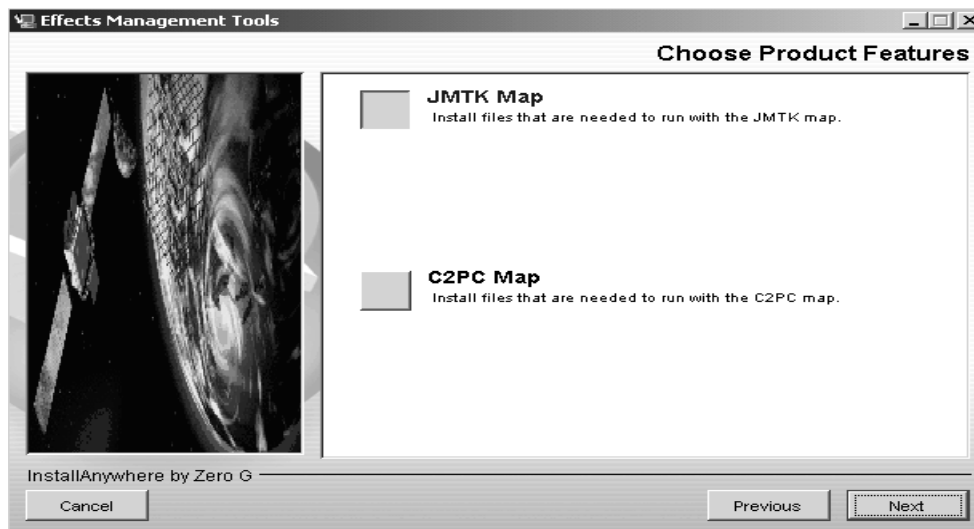 Effects Management Tools
Choose Product Features
JMTK Map
Install files that are needed to run with the JMTK map.
C2PC Map
Install files that are needed to run with the C2PC map.
InstallAnywhere by Zero G
Cancel
Previous
Next